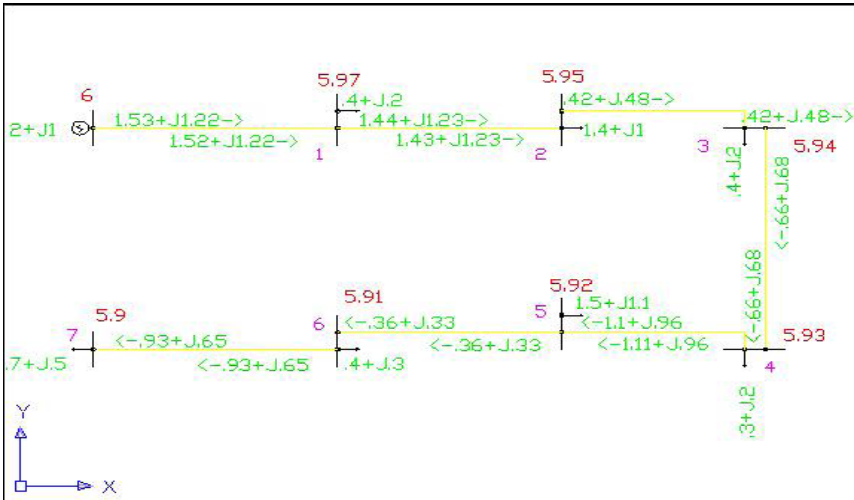 6
2+J1
1.53+J1.22->
1.52+J1.22->
5.97
.4+J.2
1
1.44+J1.23->
1.43+J1.23->
5.95
.42+J.48->
1.4+J1
2
.42+J.48->
3
5.94
.4+J.2
<-.66+J.68
<-.66+J.68
5.9
7
.7+J.5
<-.93+J.65
<-.93+J.65
5.91
6
<-.36+J.33
<-.36+J.33
.4+J.3
5.92
5
1.5+J1.1
<-1.1+J.96
<-1.11+J.96
5.93
4
.3+J.2
Y
X